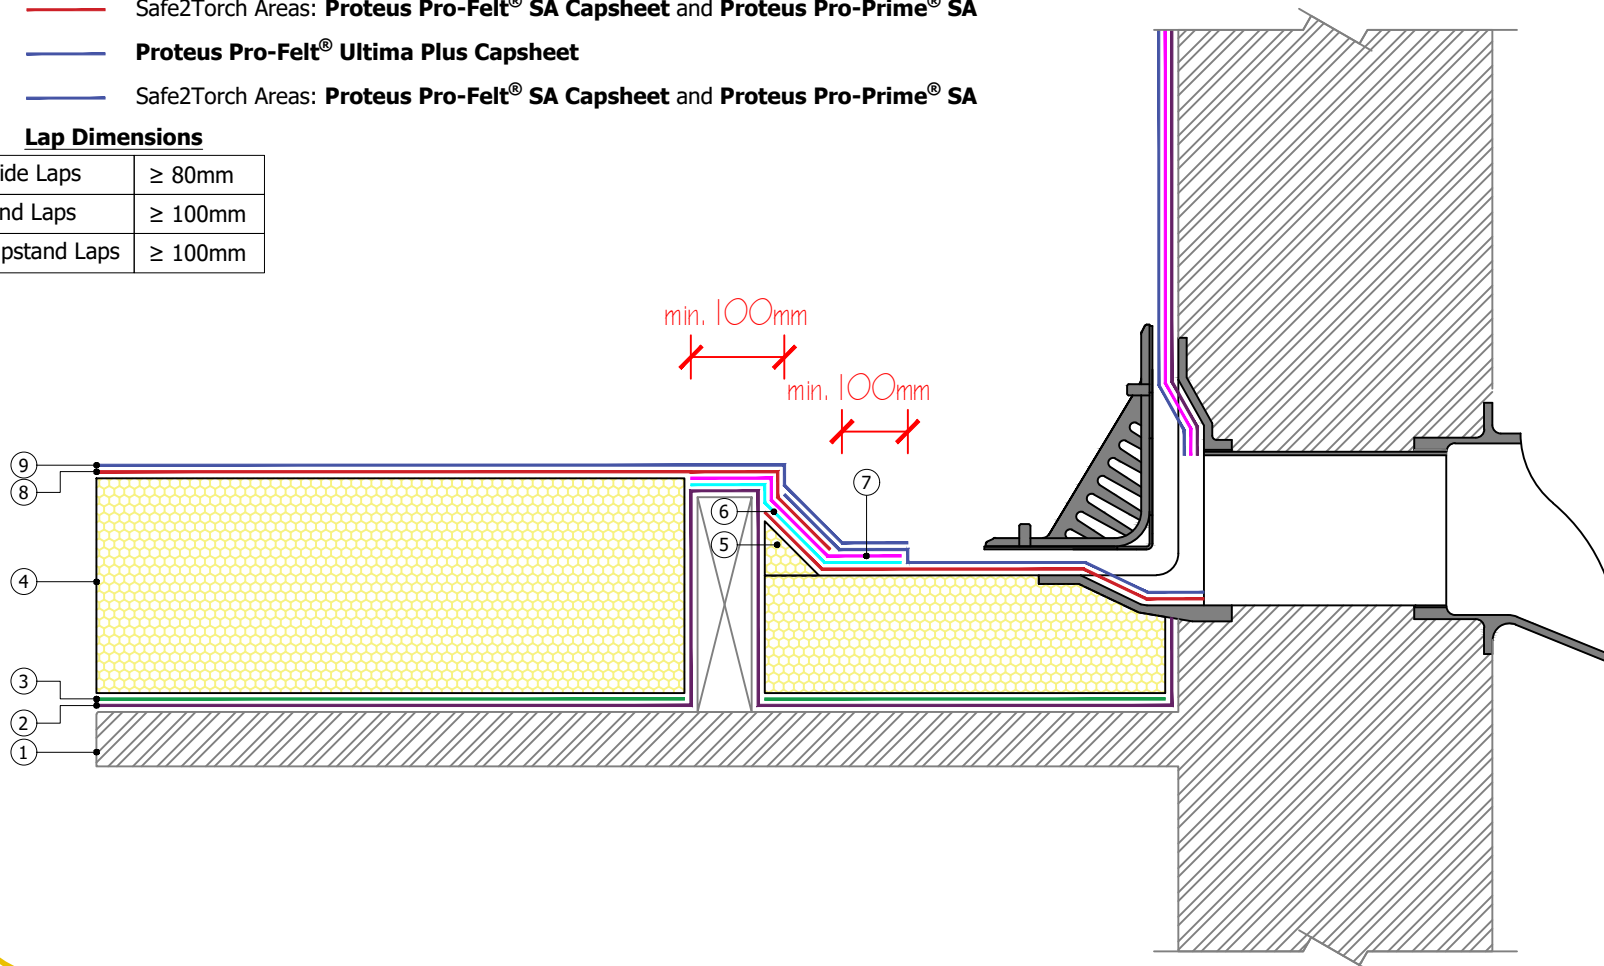 Safe2Torch Areas: Proteus Pro-Felt® SA Capsheet and Proteus Pro-Prime® SA
Proteus Pro-Felt® Ultima Plus Capsheet
Safe2Torch Areas: Proteus Pro-Felt® SA Capsheet and Proteus Pro-Prime® SA
Lap Dimensions
ide Laps ≥ 80mm
nd Laps ≥ 100mm
pstand Laps ≥ 100mm
min. 100mm
min. 100mm
9
8
7
6
5
4
3
2
1